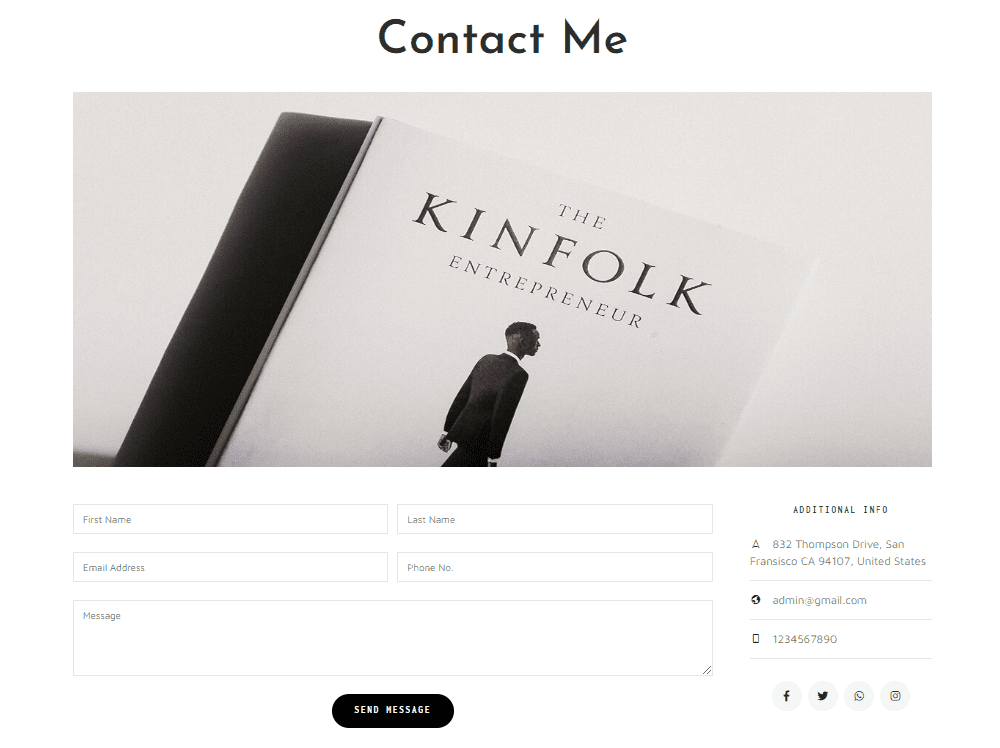 Contact Me
THE
KINFOLK
ENTREPRENEUR
First Name
Last Name
Email Address
Phone No.
Message
SEND MESSAGE
ADDITIONAL INFO
832 Thompson Drive, San
Fransisco CA 94107, United States
admin@gmail.com
1234567890